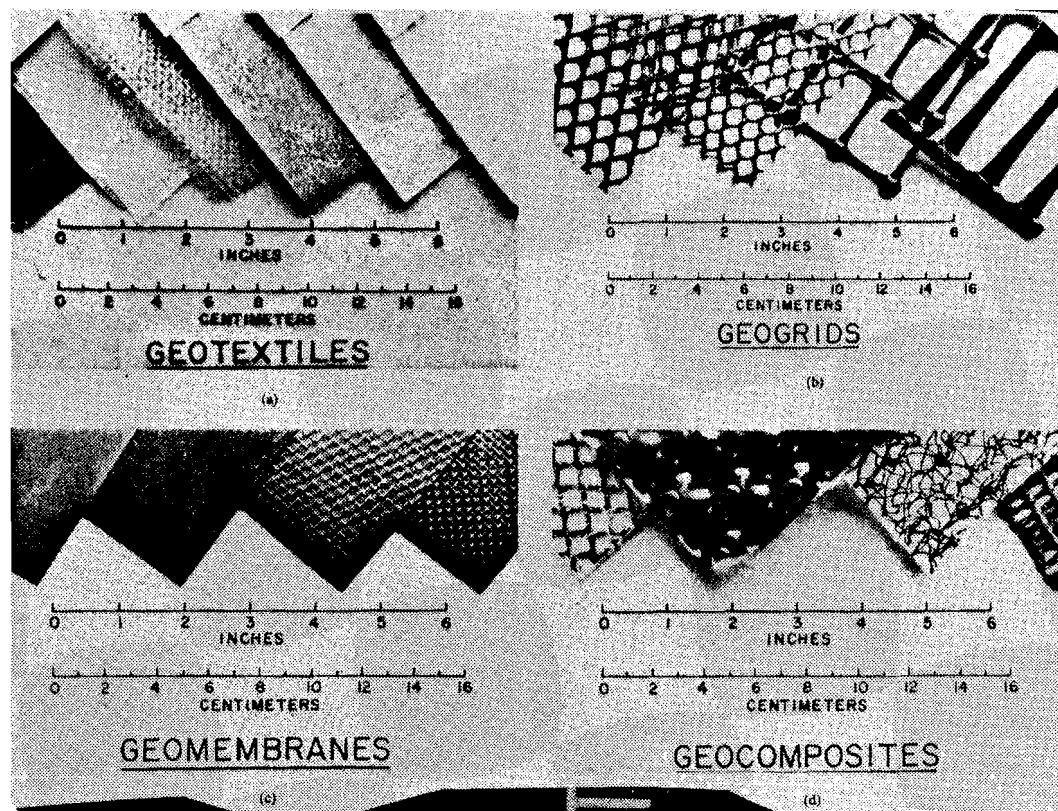 0 1 2 3 4 5 6
INCHES
0 2 4 6 8 10 12 14 16
CENTIMETERS
GEOTEXTILES
(a)
0 1 2 3 4 5 6
INCHES
0 2 4 6 8 10 12 14 16
CENTIMETERS
GEOGRIDS
(b)
0 1 2 3 4 5 6
INCHES
0 2 4 6 8 10 11 14 16
CENTIMETERS
GEOMEMBRANES
(c)
0 1 2 3 4 5 6
INCHES
0 2 4 6 8 10 12 14 16
CENTIMETERS
GEOCOMPOSITES
(d)